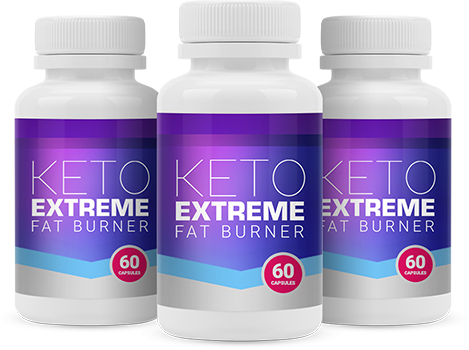 KETO
EXTREME
FAT BURNER
60
CAPSULES
KETO
EXTREME
FAT BURNER
60
CAPSULES
KETO
EXTREME
FAT BURNER
60
CAPSULES